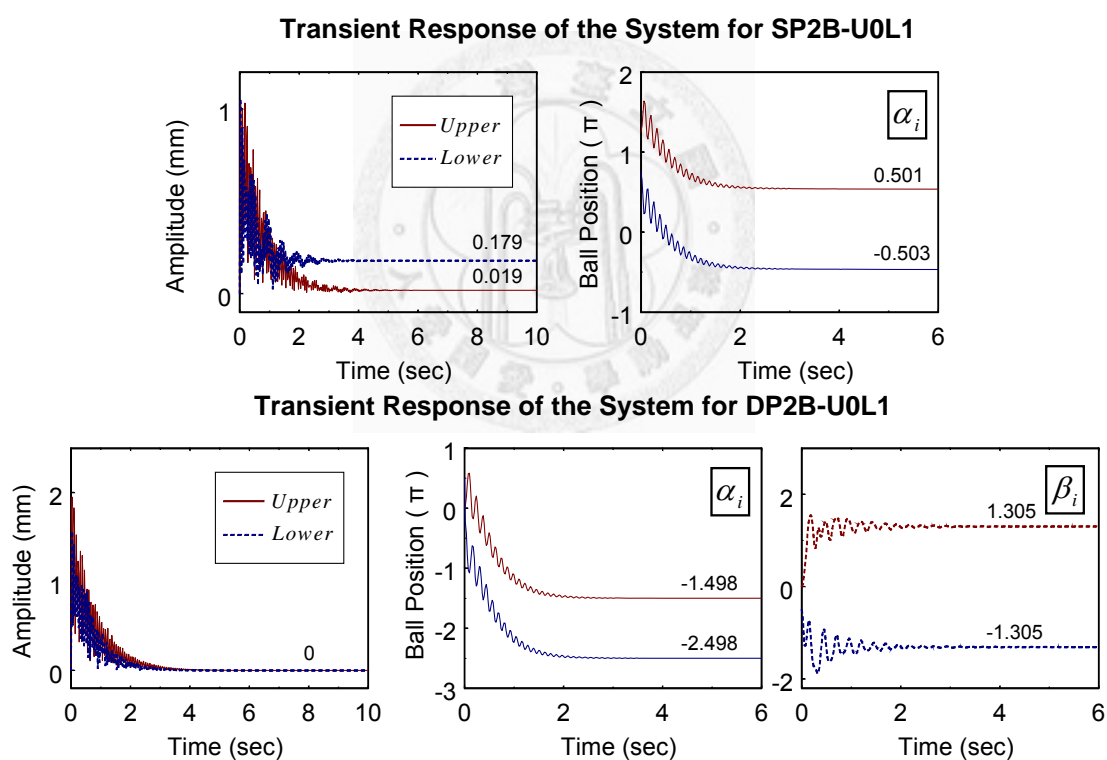 Transient Response of the System for SP2B-U0L1
Amplitude (mm)
1
0
Upper
Lower
0.179
0.019
0 2 4 6 8 10
Time (sec)
Ball Position ( π )
2
1
0
-1
α i
0.501
-0.503
0 2 4 6
Time (sec)
Transient Response of the System for DP2B-U0L1
Amplitude (mm)
2
1
0
Upper
Lower
0
0 2 4 6 8 10
Time (sec)
Ball Position ( π )
1
0
-1
-2
-3
α i
-1.498
-2.498
0 2 4 6
Time (sec)
2
0
-2
β i
1.305
-1.305
0 2 4 6
Time (sec)